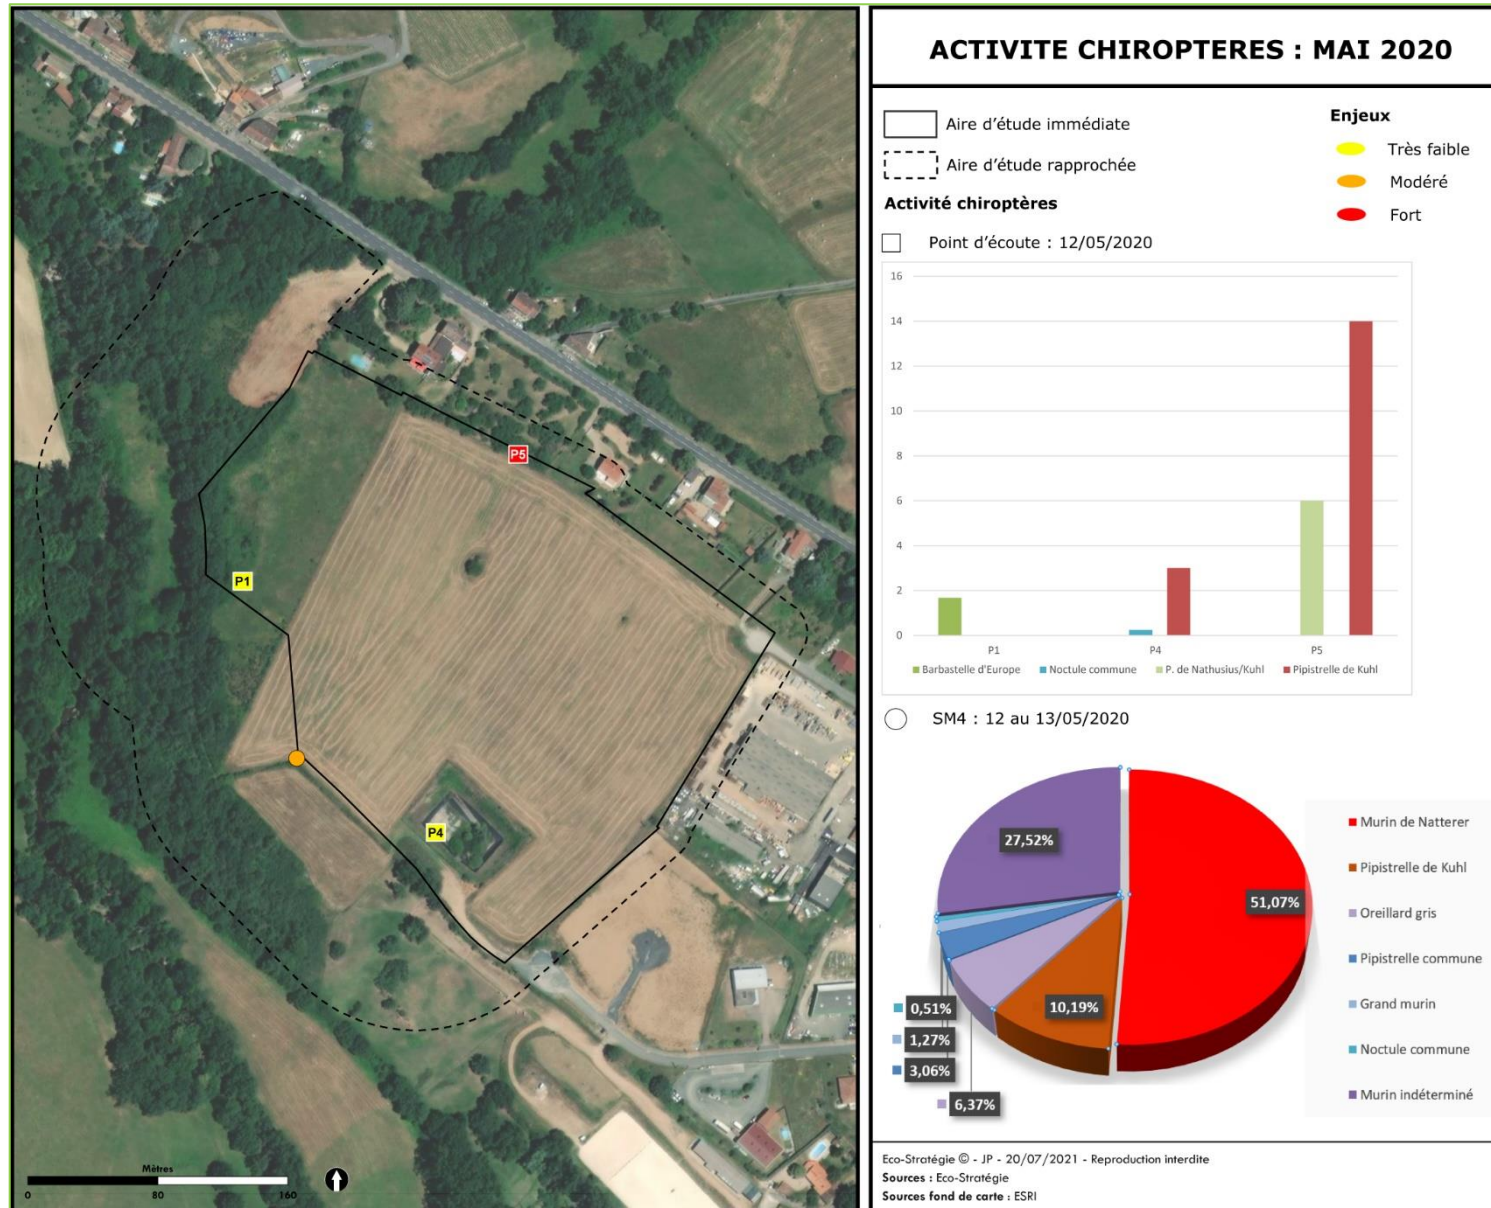 ACTIVITE CHIROPTERES : MAI 2020
Aire d'étude immédiate
Aire d'étude rapprochée
Enjeux
Très faible
Modéré
Fort
Activité chiroptères
Point d'écoute : 12/05/2020
16
14
12
10
8
6
4
2
0
P1
P4
P5
Barbastelle d'Europe
Noctule commune
P. de Nathusius/Kuhl
Pipistrelle de Kuhl
SM4 : 12 au 13/05/2020
27,52%
51,07%
10,19%
0,51%
1,27%
3,06%
6,37%
Murin de Natterer
Pipistrelle de Kuhl
Oreillard gris
Pipistrelle commune
Grand murin
Noctule commune
Murin indéterminé
Eco-Stratégie © - JP - 20/07/2021 - Reproduction interdite
Sources : Eco-Stratégie
Sources fond de carte : ESRI
P5
P1
P4
Mètres
0
80
160